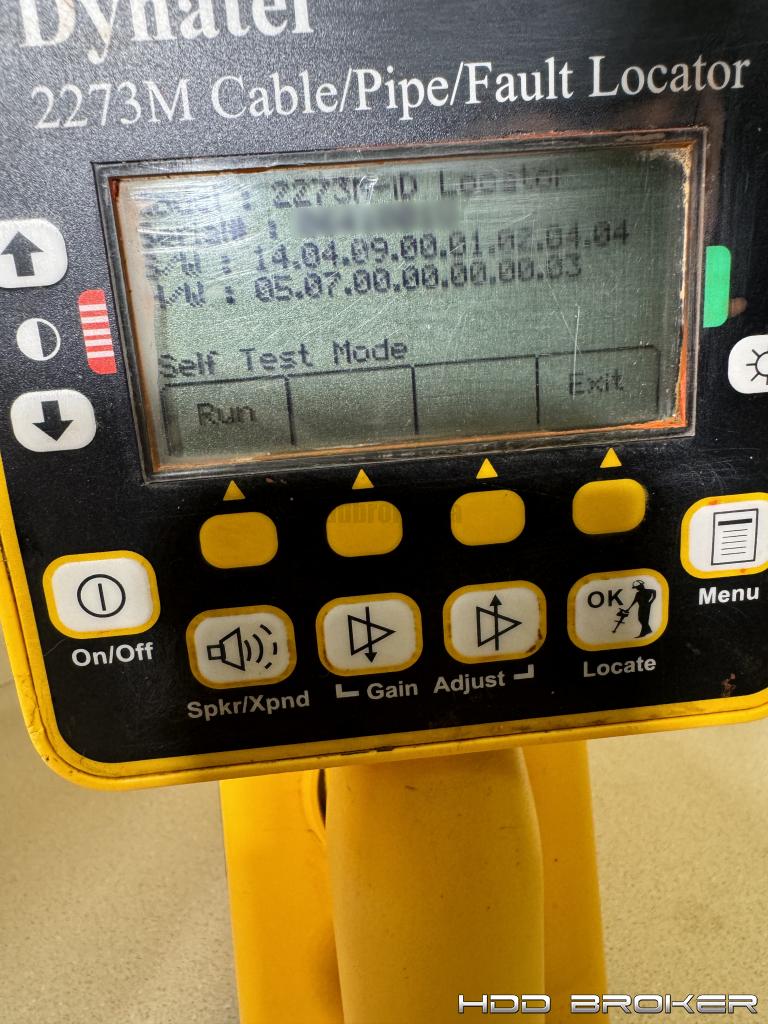 Dynatel
2273M Cable/Pipe/Fault Locator
: 2273M-iD Locator
Serial# :
S/W : 14.04.09.00.01.02.04.04
H/W : 05.07.00.00.00.00.00.03
Self Test Mode
Run Exit
OK
Menu
On/Off
Spkr/Xpnd Gain Adjust Locate
HDD BROKER